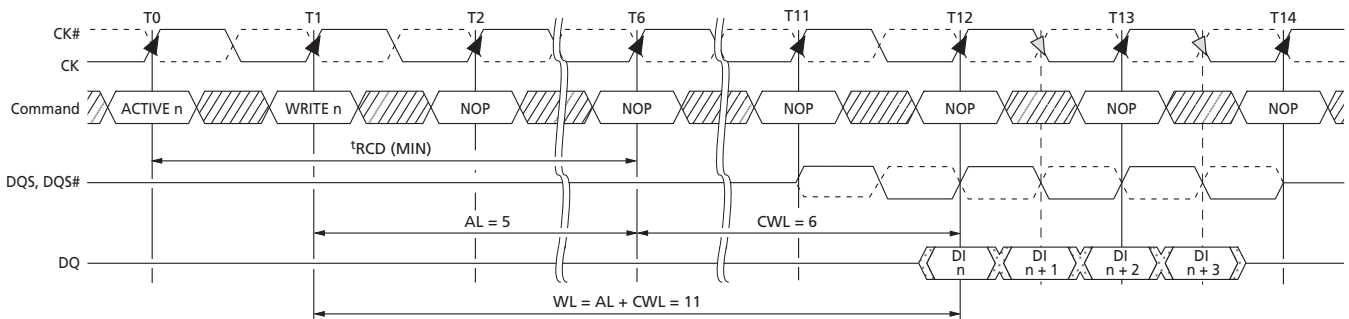 T0 T1 T2 T6 T11 T12 T13 T14
CK#
CK
Command ACTIVE n WRITE n NOP NOP NOP NOP NOP NOP
tRCD (MIN)
DQS, DQS#
AL = 5 CWL = 6
DQ DI n DI n + 1 DI n + 2 DI n + 3
WL = AL + CWL = 11